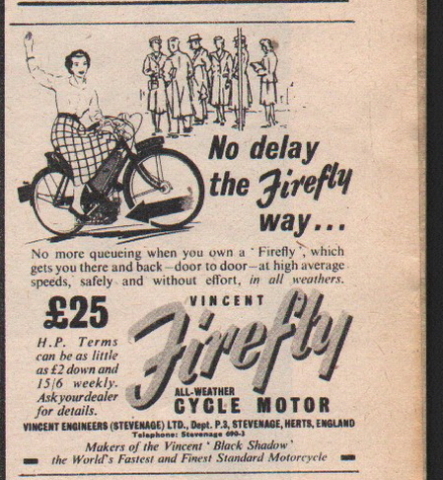 No delay
the Firefly
way...
No more queueing when you own a ' Firefly ', which
gets you there and back—door to door—at high average
speeds, safely and without effort, in all weathers.
£25
H.P. Terms
can be as little
as £2 down and
15/6 weekly.
Ask your dealer
for details.
VINCENT
Firefly
ALL-WEATHER
CYCLE MOTOR
VINCENT ENGINEERS (STEVENAGE) LTD., Dept. P.3, STEVENAGE, HERTS, ENGLAND
Telephone: Stevenage 690-3
Makers of the Vincent ' Black Shadow '
the World's Fastest and Finest Standard Motorcycle